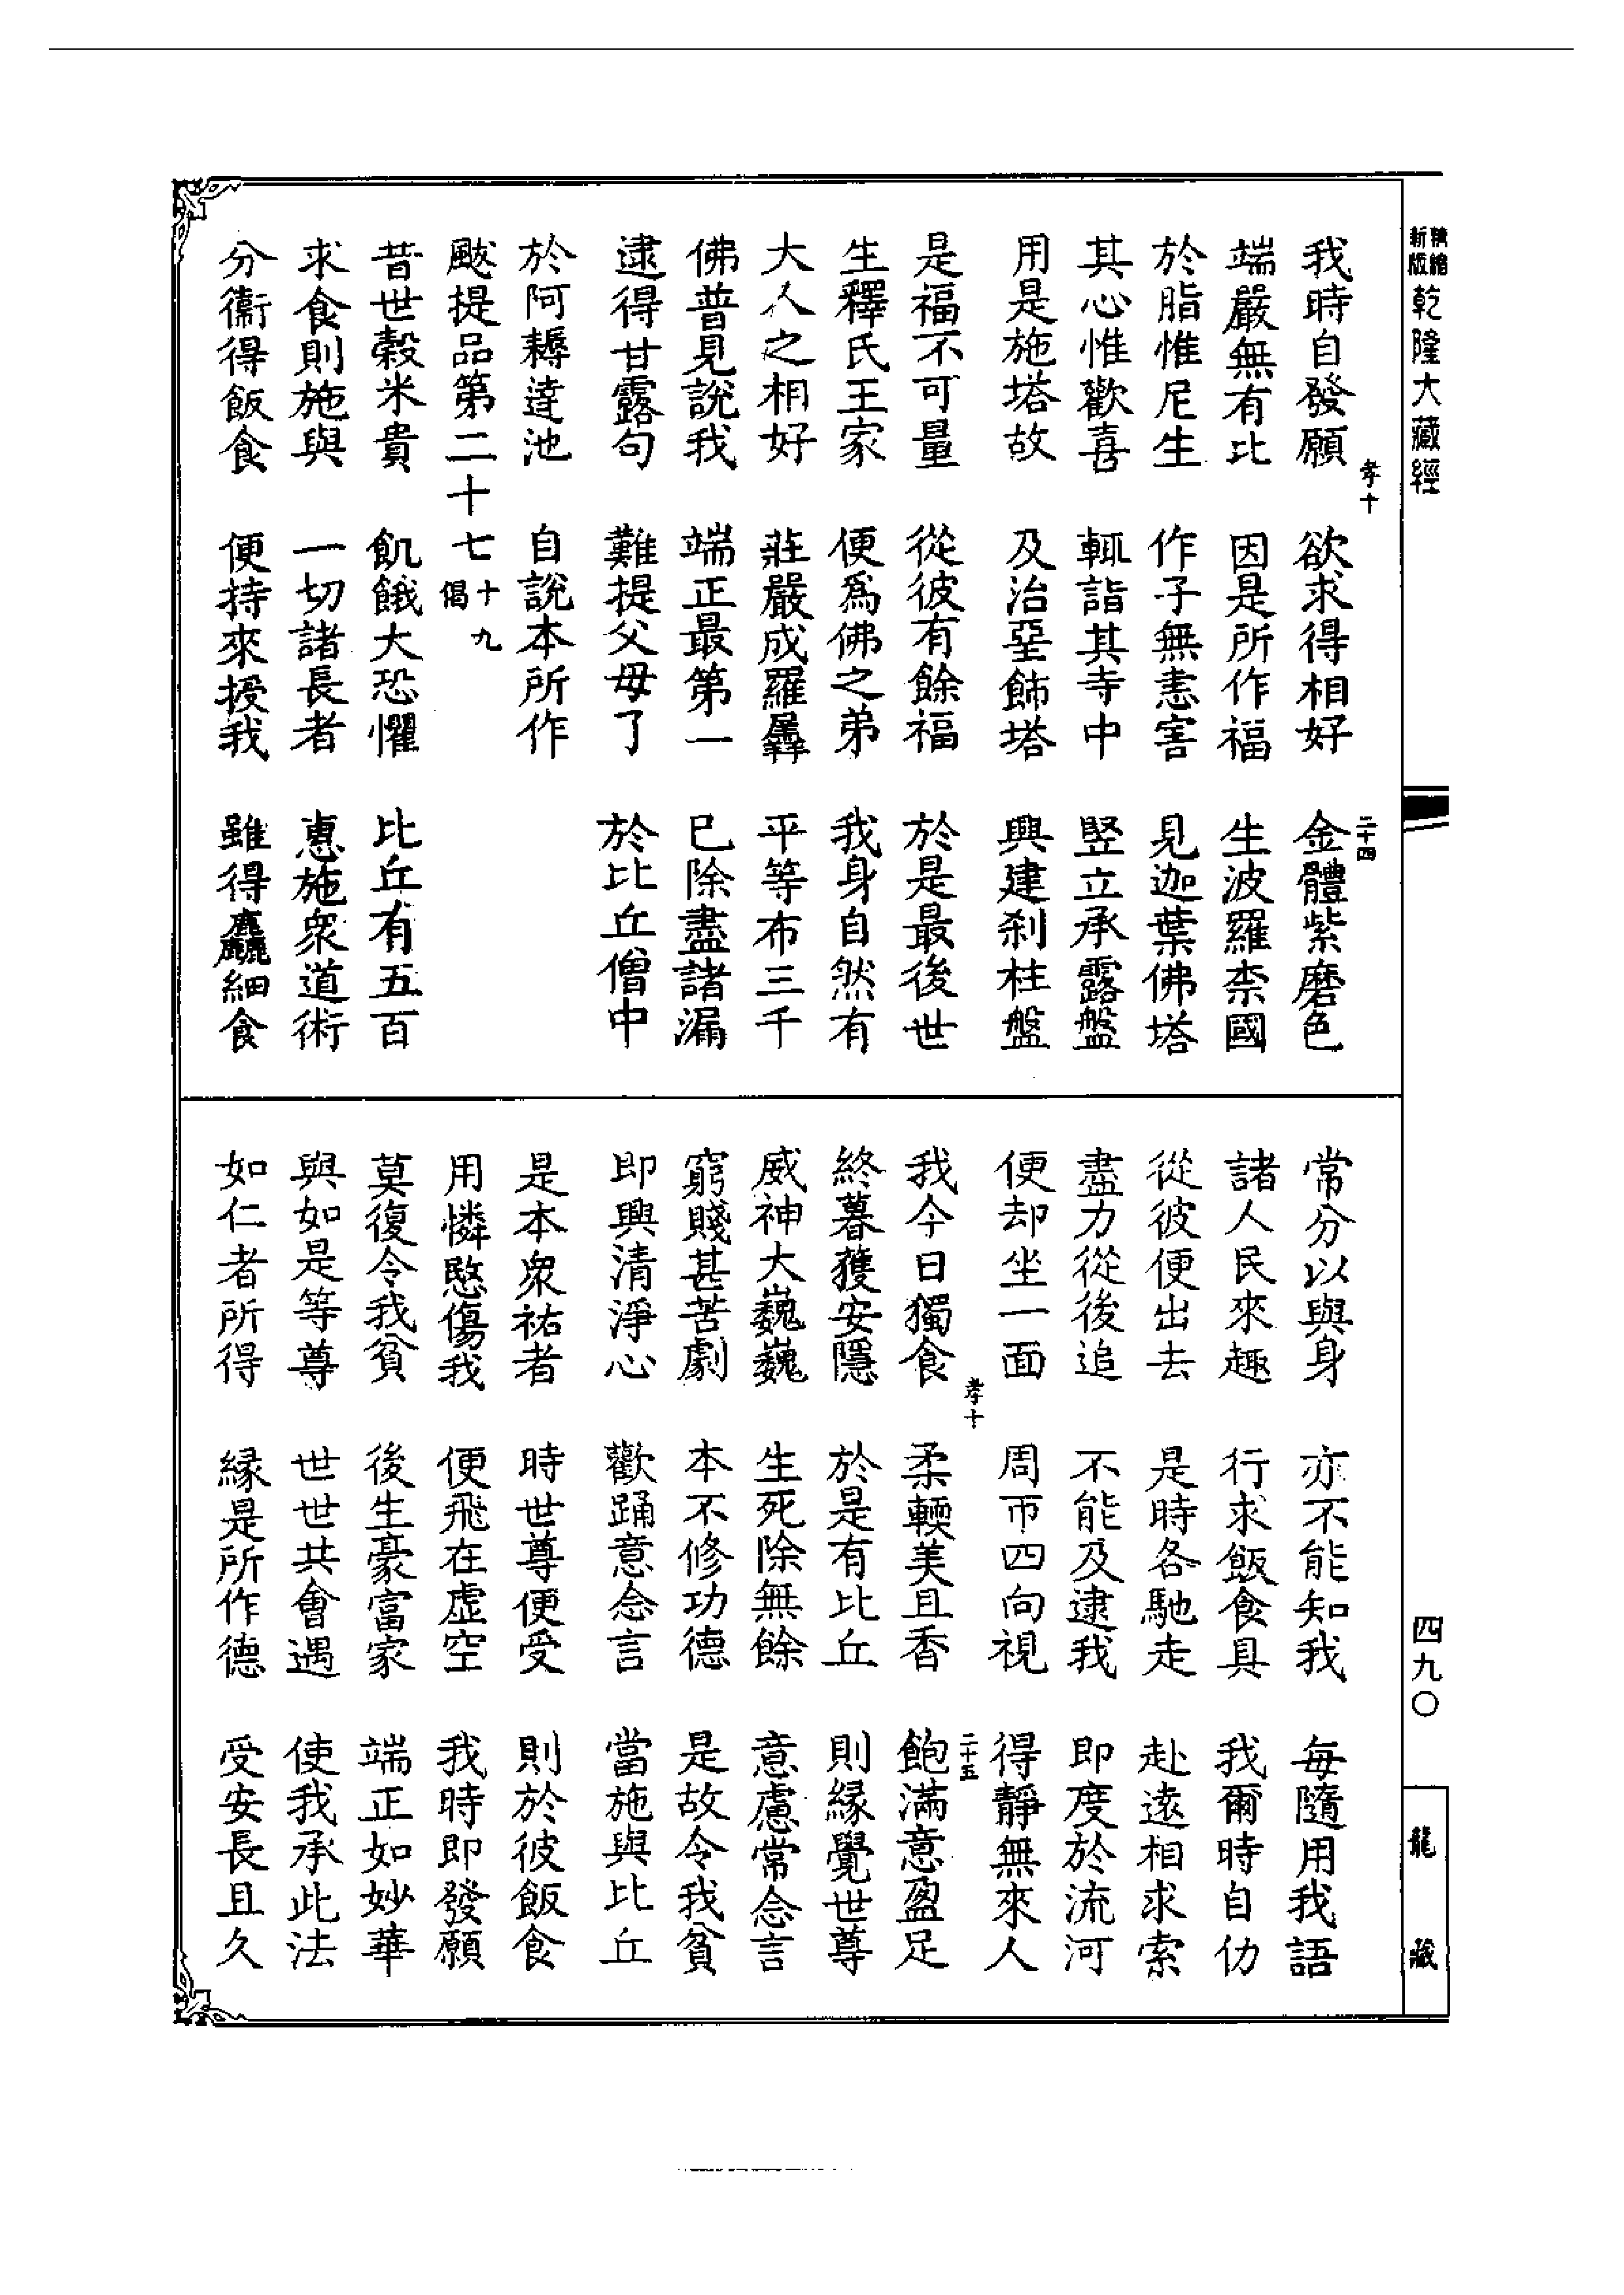 精縮新版乾隆大藏經
四九〇
龍藏
孝十
二十四
我時自發願 欲求得相好 金體紫磨色
端嚴無有比 因是所作福 生波羅柰國
於脂惟尼生 作子無恚害 見迦葉佛塔
其心惟歡喜 輒詣其寺中 竪立承露盤
用是施塔故 及治堊飾塔 興建刹柱盤
是福不可量 從彼有餘福 於是最後世
生釋氏王家 便爲佛之弟 我身自然有
大人之相好 莊嚴成羅羼 平等布三千
佛普見說我 端正最第一 已除盡諸漏
逮得甘露句 難提父母了 於比丘僧中
於阿耨達池 自說本所作
颰提品第二十七十九偈
昔世穀米貴 飢餓大恐懼 比丘有五百
求食則施與 一切諸長者 惠施衆道術
分衞得飯食 便持來授我 雖得麤細食
常分以與身 亦不能知我 每隨用我語
諸人民來趣 行求飯食具 我爾時自仂
從彼便出去 是時各馳走 赴遠相求索
盡力從後追 不能及逮我 即度於流河
便却坐一面 周帀四向視 得靜無來人
孝十
二十五
我今日獨食 柔輭美且香 飽滿意盈足
終暮獲安隱 於是有比丘 則緣覺世尊
威神大巍巍 生死除無餘 意慮常念言
窮賤甚苦劇 本不修功德 是故令我貧
即興清淨心 歡踊意念言 當施與比丘
是本衆祐者 時世尊便受 則於彼飯食
用憐愍傷我 便飛在虛空 我時即發願
莫復令我貧 後生豪富家 端正如妙華
與如是等尊 世世共會遇 使我承此法
如仁者所得 緣是所作德 受安長且久